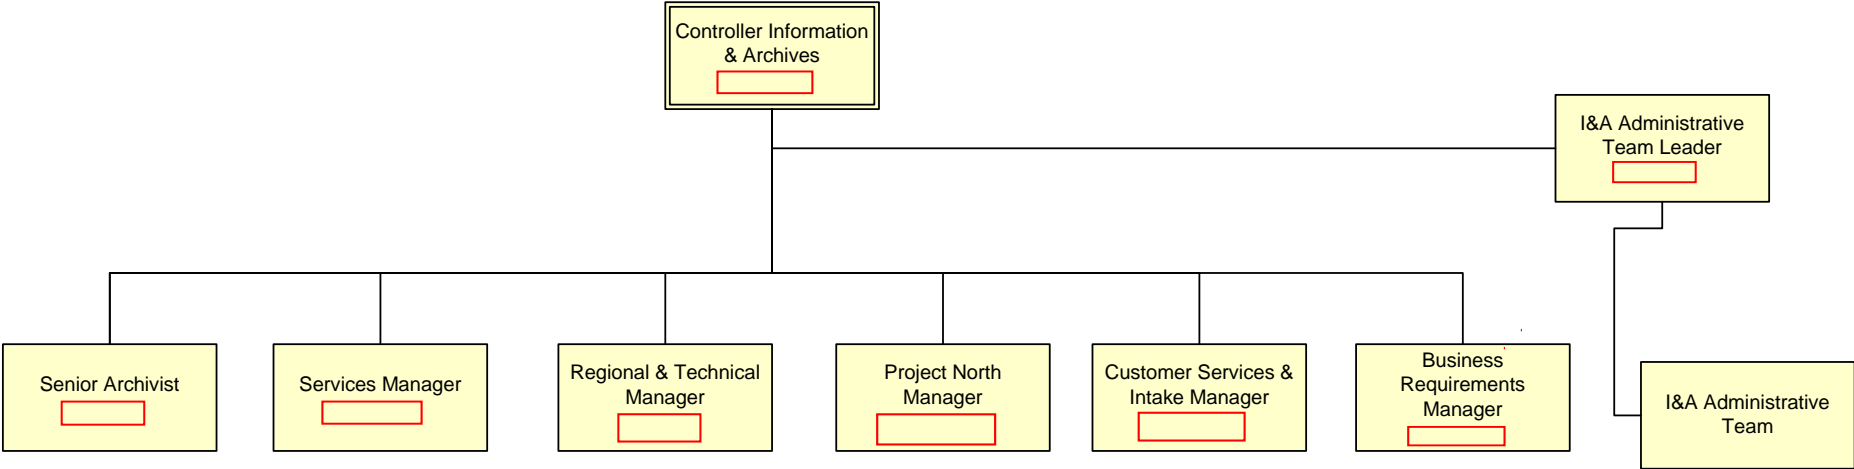 Controller Information
& Archives
I&A Administrative
Team Leader
Senior Archivist
Services Manager
Regional & Technical
Manager
Project North
Manager
Customer Services &
Intake Manager
Business
Requirements
Manager
I&A Administrative
Team